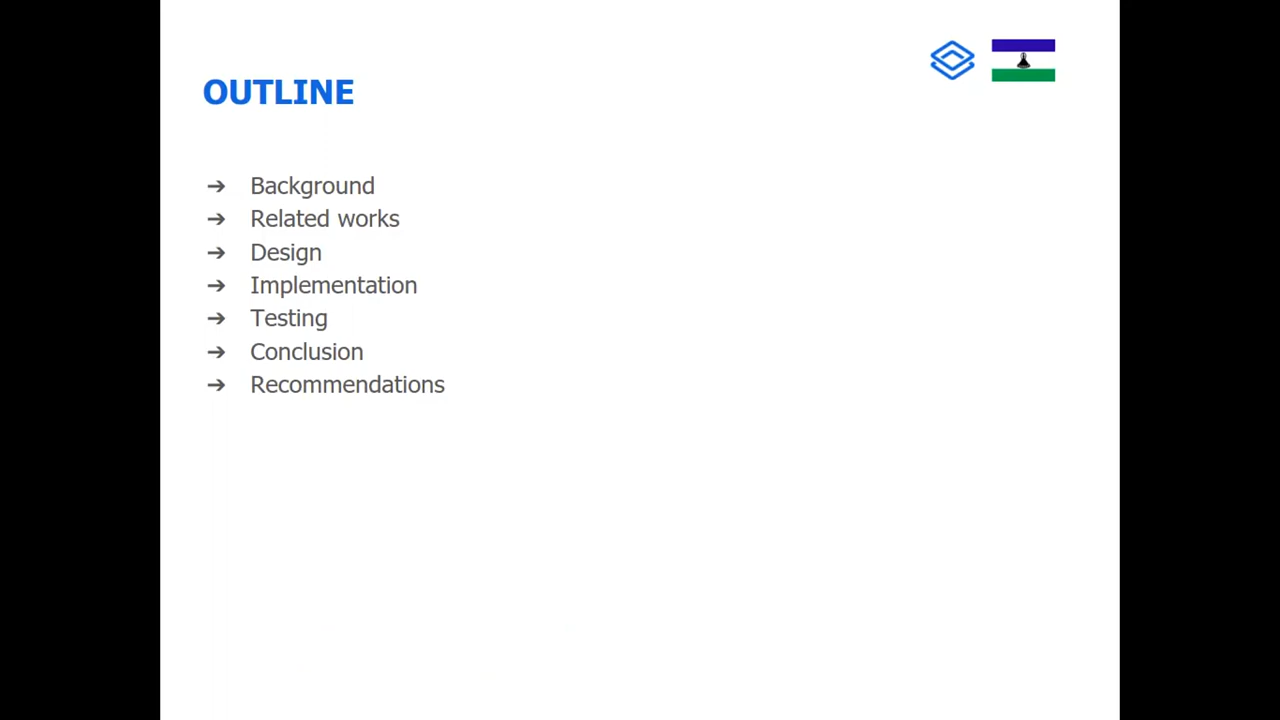 OUTLINE
➔ Background
➔ Related works
➔ Design
➔ Implementation
➔ Testing
➔ Conclusion
➔ Recommendations